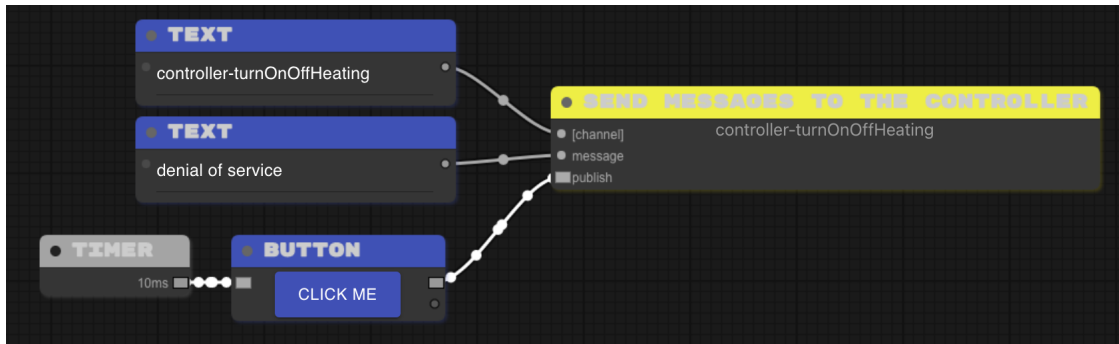 TEXT
controller-turnOnOffHeating
TEXT
denial of service
TIMER
10ms
BUTTON
CLICK ME
SEND MESSAGES TO THE CONTROLLER
[channel]
controller-turnOnOffHeating
message
publish